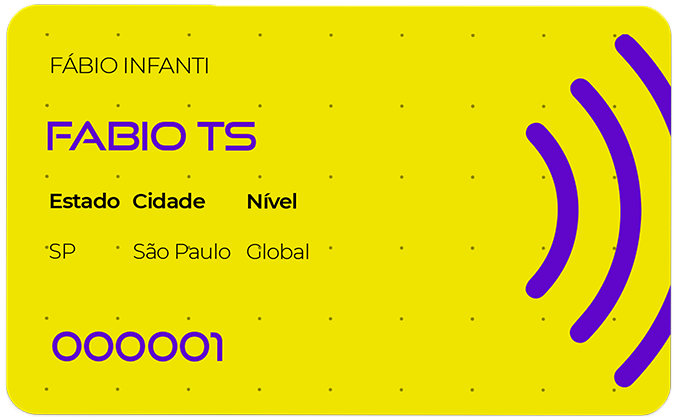 FÁBIO INFANTI
FABIO TS
Estado Cidade Nível
SP São Paulo Global
000001